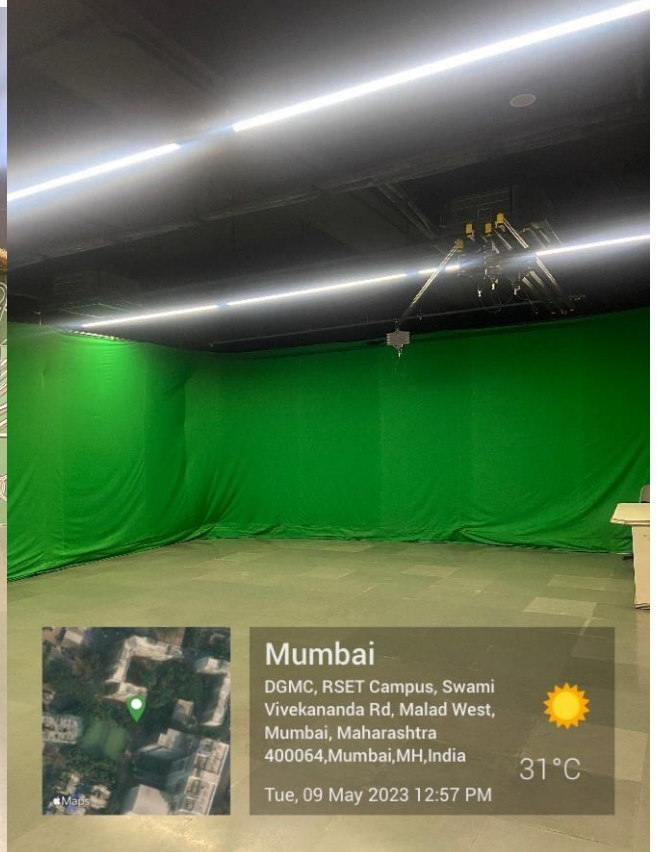 Mumbai
DGMC, RSET Campus, Swami
Vivekananda Rd, Malad West,
Mumbai, Maharashtra
400064,Mumbai,MH,India
31°C
Tue, 09 May 2023 12:57 PM
Maps